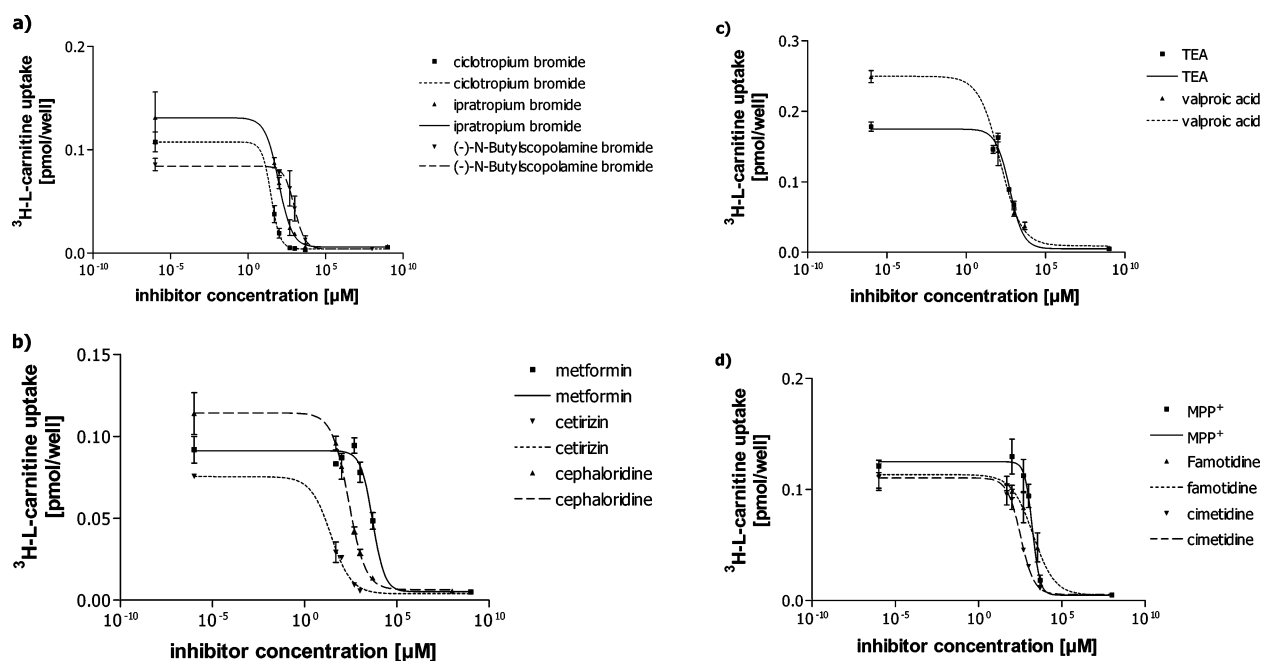 a)
0.2
0.1
0.0
10⁻¹⁰
10⁻⁵
10⁰
10⁵
10¹⁰
³H-L-carnitine uptake
[pmol/well]
inhibitor concentration [µM]
ciclotropium bromide
ciclotropium bromide
ipratropium bromide
ipratropium bromide
(-)-N-Butylscopolamine bromide
(-)-N-Butylscopolamine bromide
c)
0.3
0.2
0.1
0.0
10⁻¹⁰
10⁻⁵
10⁰
10⁵
10¹⁰
³H-L-carnitine uptake
[pmol/well]
inhibitor concentration [µM]
TEA
TEA
valproic acid
valproic acid
b)
0.15
0.10
0.05
0.00
10⁻¹⁰
10⁻⁵
10⁰
10⁵
10¹⁰
³H-L-carnitine uptake
[pmol/well]
inhibitor concentration [µM]
metformin
metformin
cetirizin
cetirizin
cephaloridine
cephaloridine
d)
0.2
0.1
0.0
10⁻¹⁰
10⁻⁵
10⁰
10⁵
10¹⁰
³H-L-carnitine uptake
[pmol/well]
inhibitor concentration [µM]
MPP⁺
MPP⁺
Famotidine
famotidine
cimetidine
cimetidine